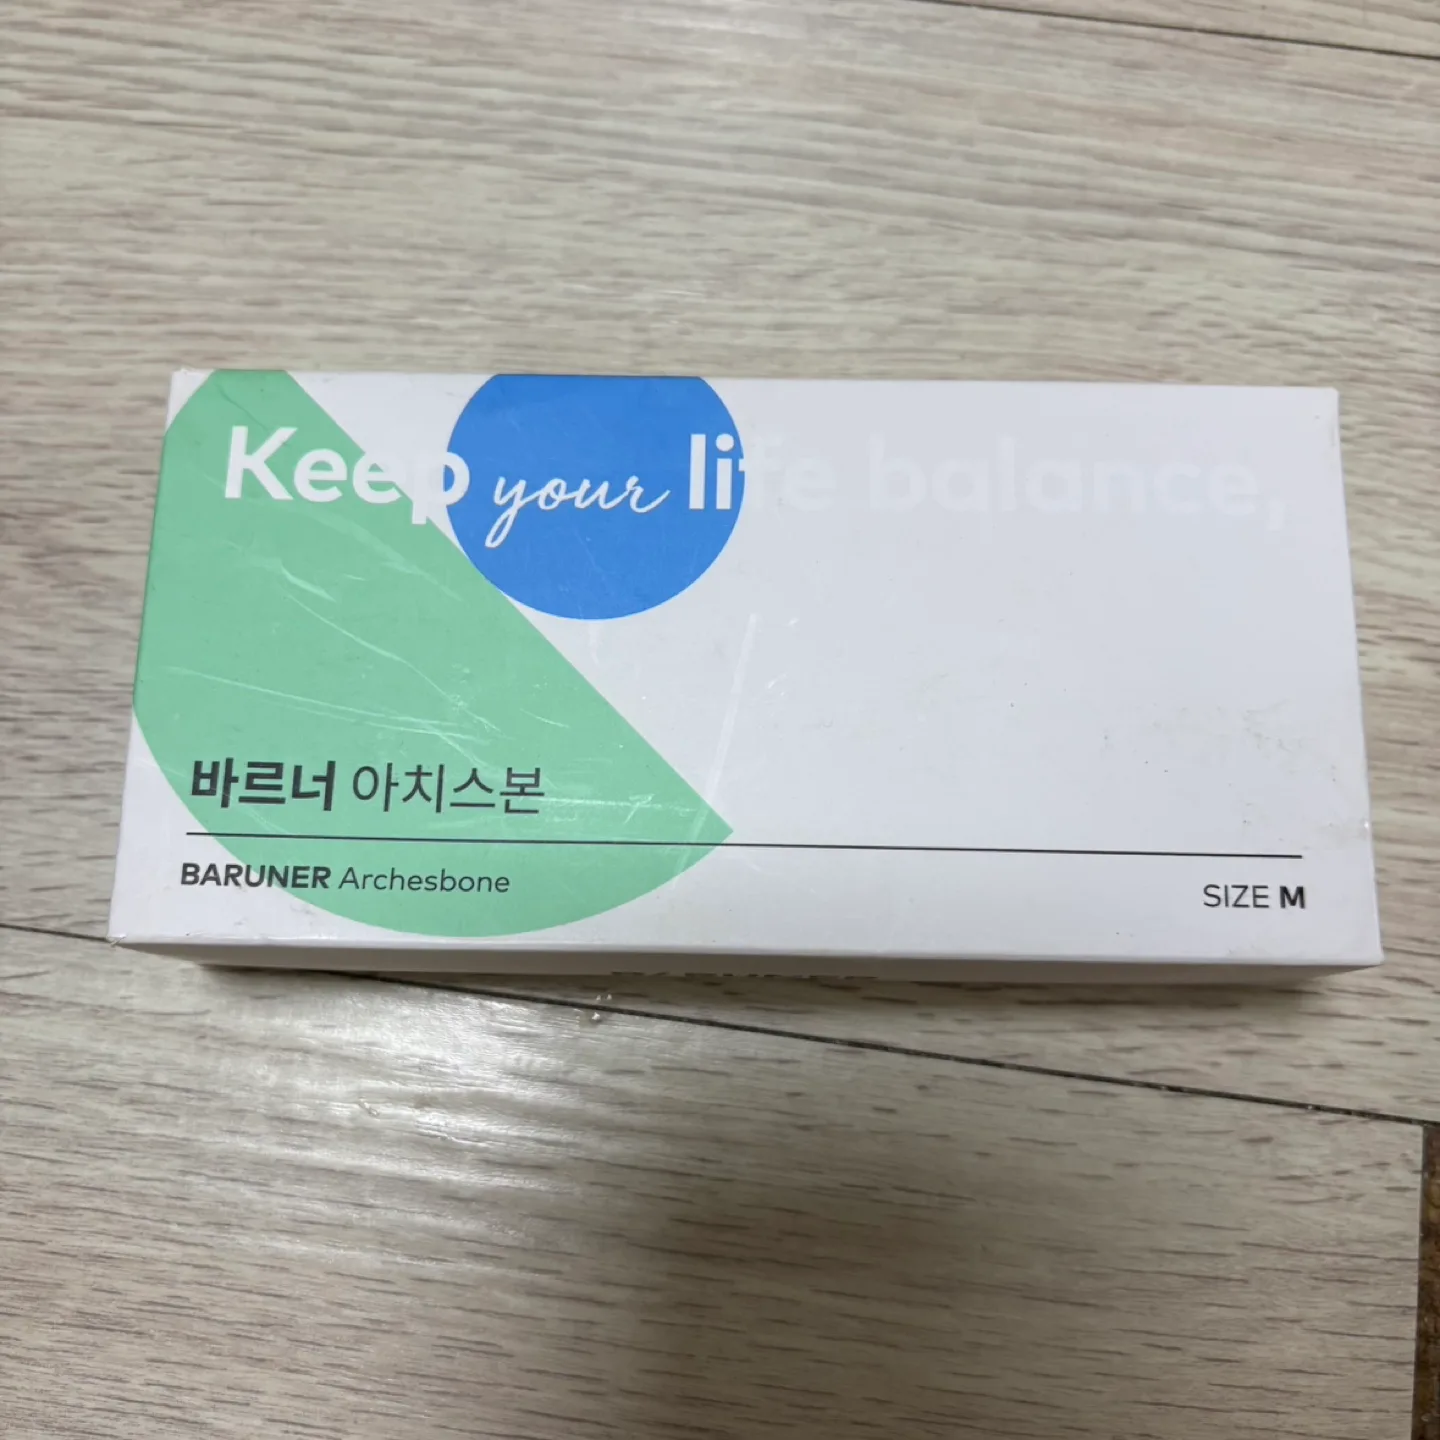 Keep your life balance,
바르너 아치스본
BARUNER Archesbone
SIZE M